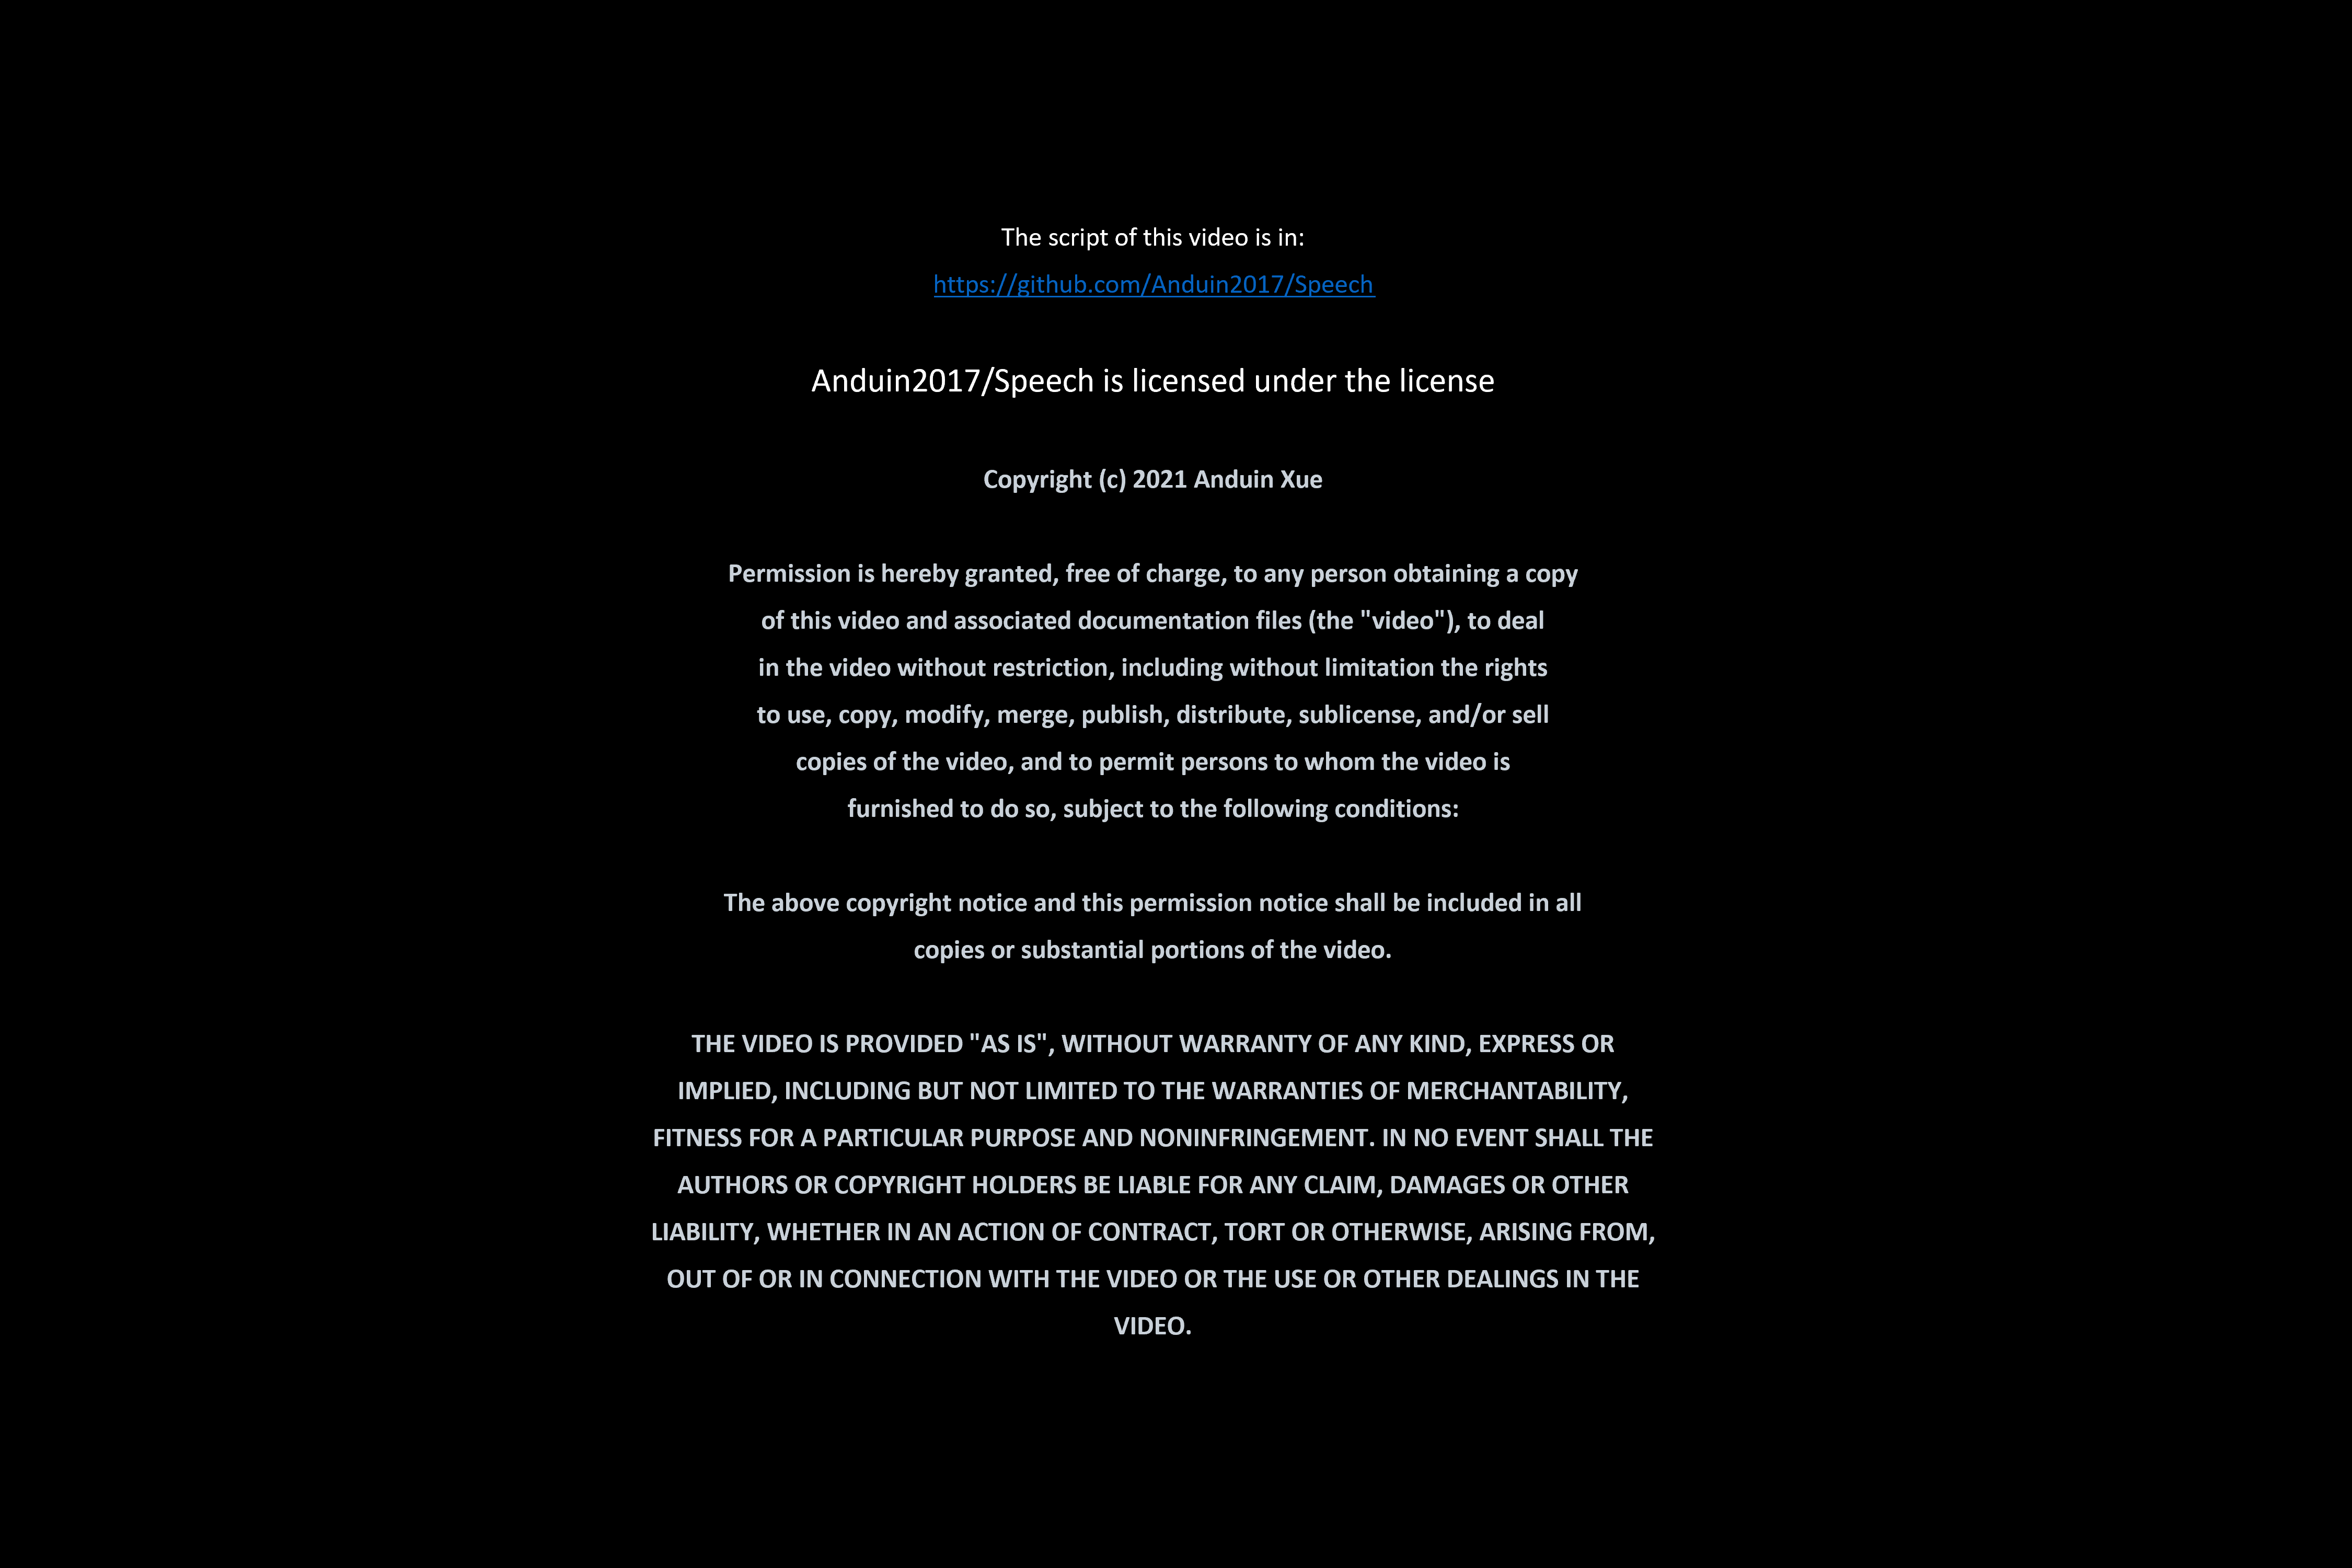 The script of this video is in:
https://github.com/Anduin2017/Speech
Anduin2017/Speech is licensed under the license
Copyright (c) 2021 Anduin Xue
Permission is hereby granted, free of charge, to any person obtaining a copy
of this video and associated documentation files (the "video"), to deal
in the video without restriction, including without limitation the rights
to use, copy, modify, merge, publish, distribute, sublicense, and/or sell
copies of the video, and to permit persons to whom the video is
furnished to do so, subject to the following conditions:
The above copyright notice and this permission notice shall be included in all
copies or substantial portions of the video.
THE VIDEO IS PROVIDED "AS IS", WITHOUT WARRANTY OF ANY KIND, EXPRESS OR
IMPLIED, INCLUDING BUT NOT LIMITED TO THE WARRANTIES OF MERCHANTABILITY,
FITNESS FOR A PARTICULAR PURPOSE AND NONINFRINGEMENT. IN NO EVENT SHALL THE
AUTHORS OR COPYRIGHT HOLDERS BE LIABLE FOR ANY CLAIM, DAMAGES OR OTHER
LIABILITY, WHETHER IN AN ACTION OF CONTRACT, TORT OR OTHERWISE, ARISING FROM,
OUT OF OR IN CONNECTION WITH THE VIDEO OR THE USE OR OTHER DEALINGS IN THE
VIDEO.